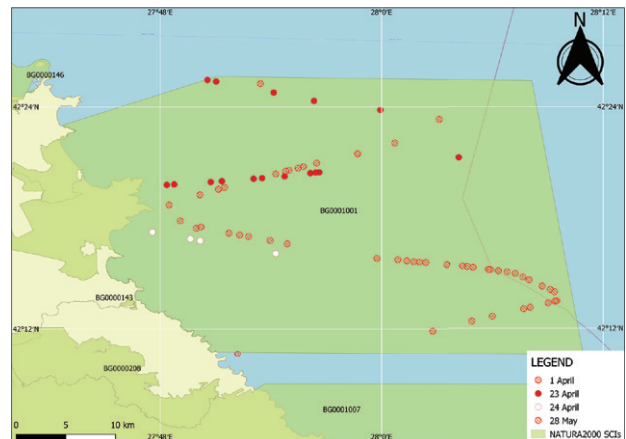 27°48'E 28°0'E 28°12'E
N
BG0000146
42°24'N 42°24'N
BG0001001
BG0000143
42°12'N 42°12'N
BG0000208
LEGEND
1 April
23 April
24 April
28 May
NATURA2000 SCIs
BG0001007
0 5 10 km
27°48'E 28°0'E